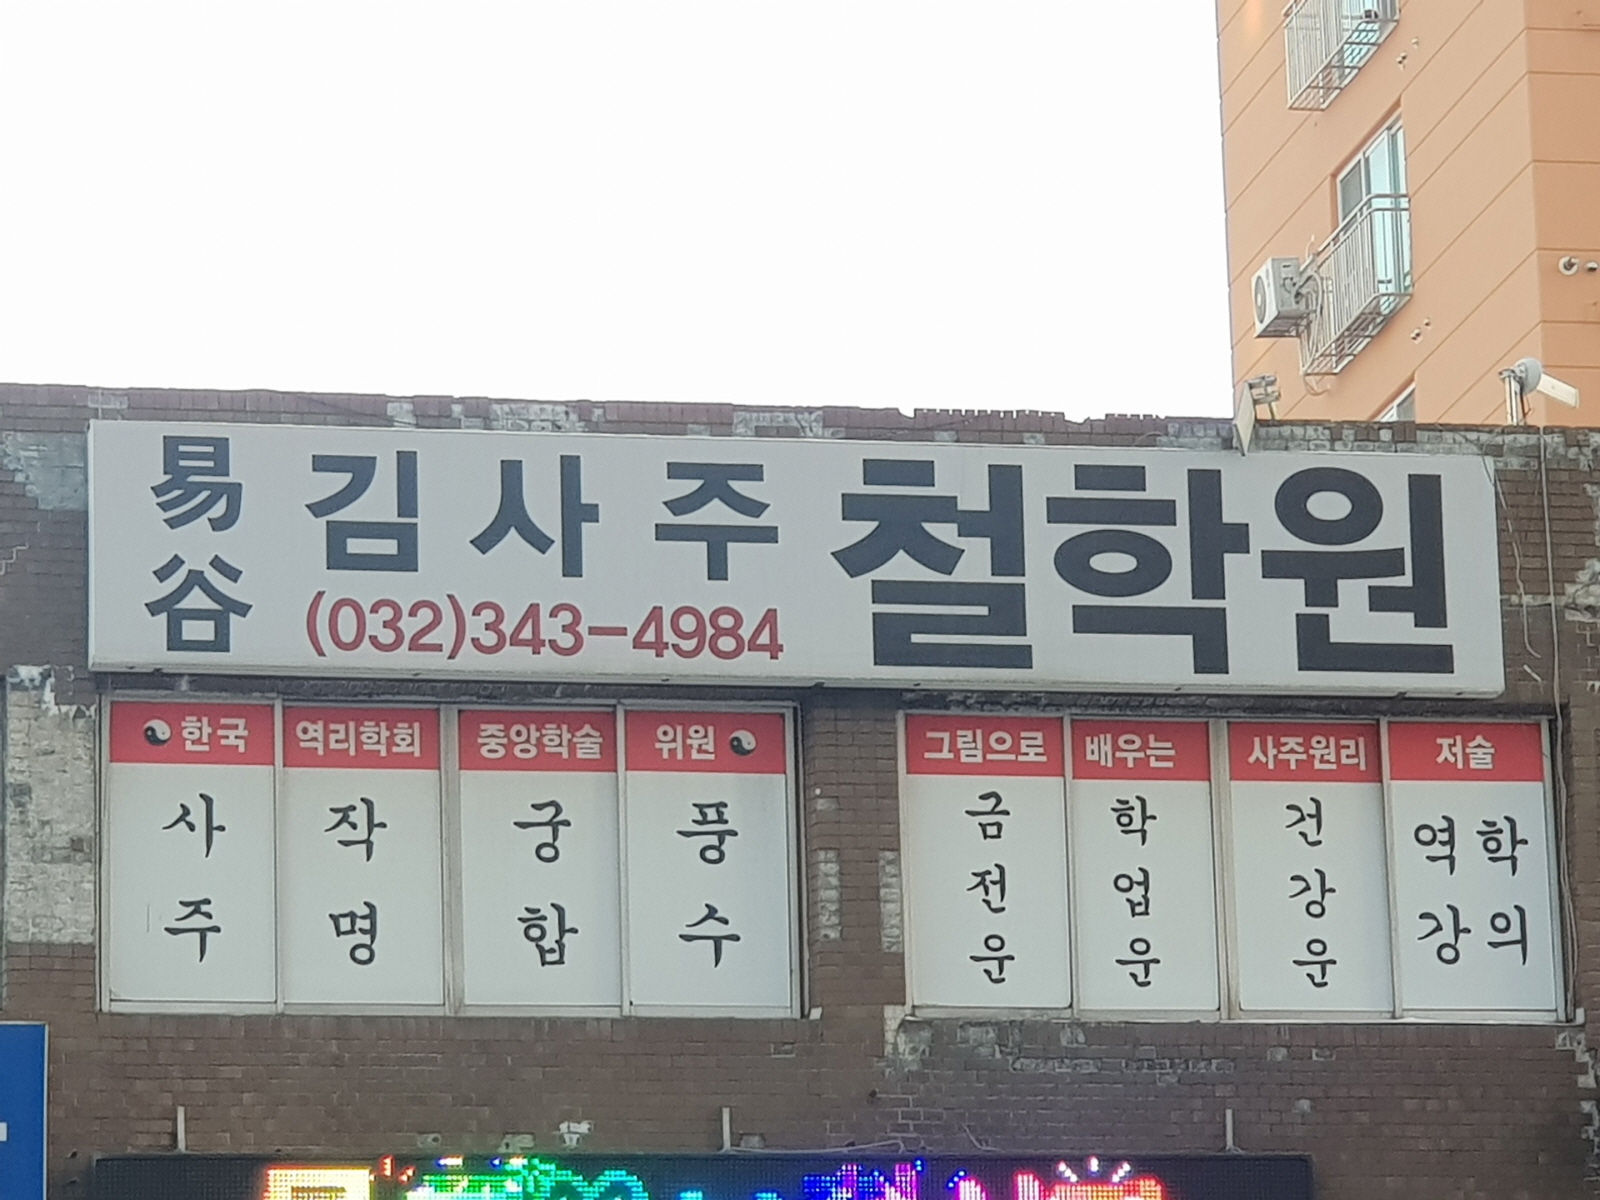 易谷 김사주 철학원
(032)343-4984
한국 역리학회 중앙학술 위원
사주 작명 궁합 풍수
그림으로 배우는 사주원리 저술
금전운 학업운 건강운 역학강의